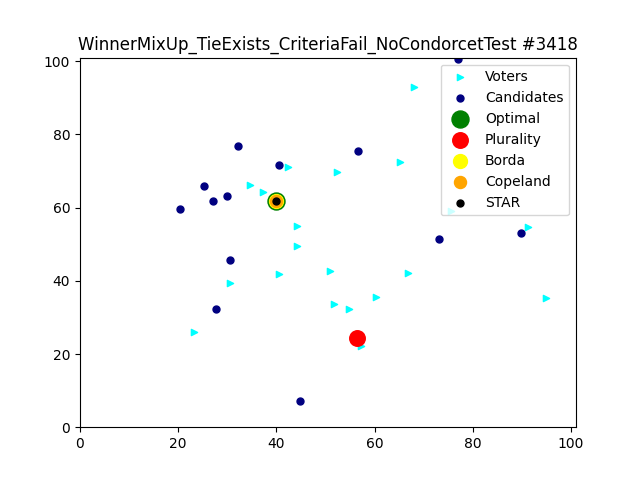 WinnerMixUp_TieExists_CriteriaFail_NoCondorcetTest #3418
100
80
60
40
20
0
0 20 40 60 80 100
Voters
Candidates
Optimal
Plurality
Borda
Copeland
STAR